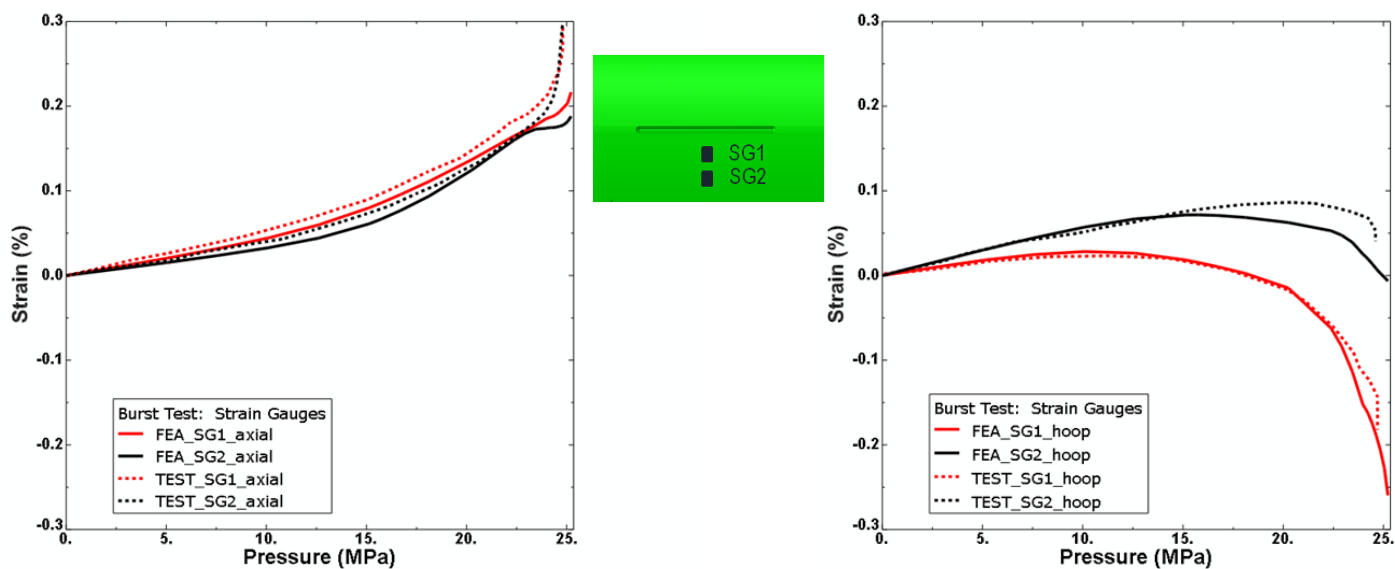 0.3
0.2
0.1
0.0
-0.1
-0.2
-0.3
Strain (%)
0.
5.
10.
15.
20.
25.
Pressure (MPa)
Burst Test: Strain Gauges
FEA_SG1_axial
FEA_SG2_axial
TEST_SG1_axial
TEST_SG2_axial
SG1
SG2
0.3
0.2
0.1
0.0
-0.1
-0.2
-0.3
Strain (%)
0.
5.
10.
15.
20.
25.
Pressure (MPa)
Burst Test: Strain Gauges
FEA_SG1_hoop
FEA_SG2_hoop
TEST_SG1_hoop
TEST_SG2_hoop